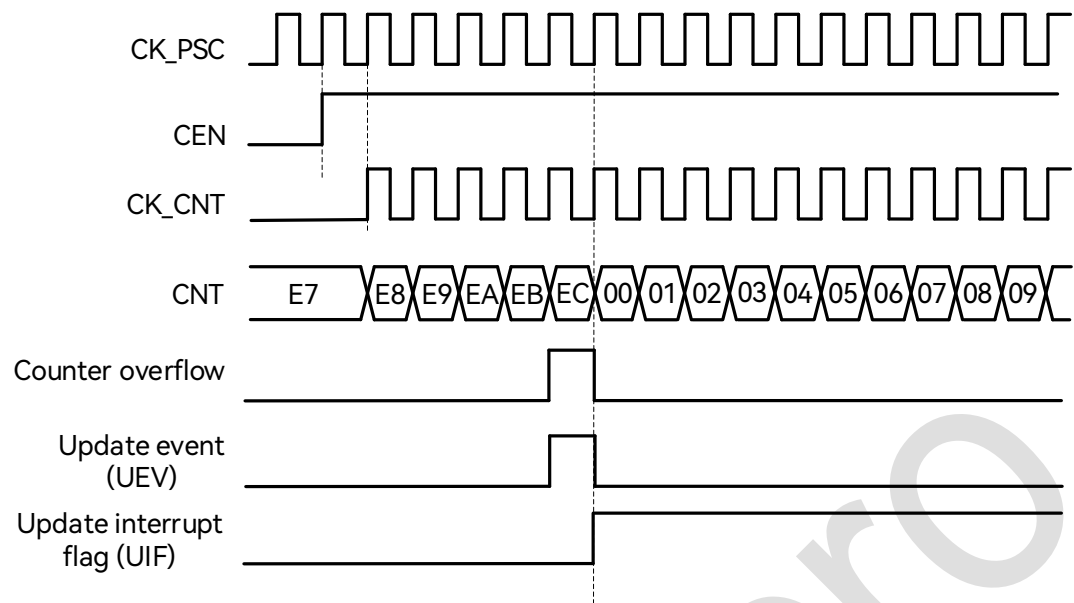 CK_PSC
CEN
CK_CNT
CNT E7 E8 E9 EA EB EC 00 01 02 03 04 05 06 07 08 09
Counter overflow
Update event
(UEV)
Update interrupt
flag (UIF)
rO